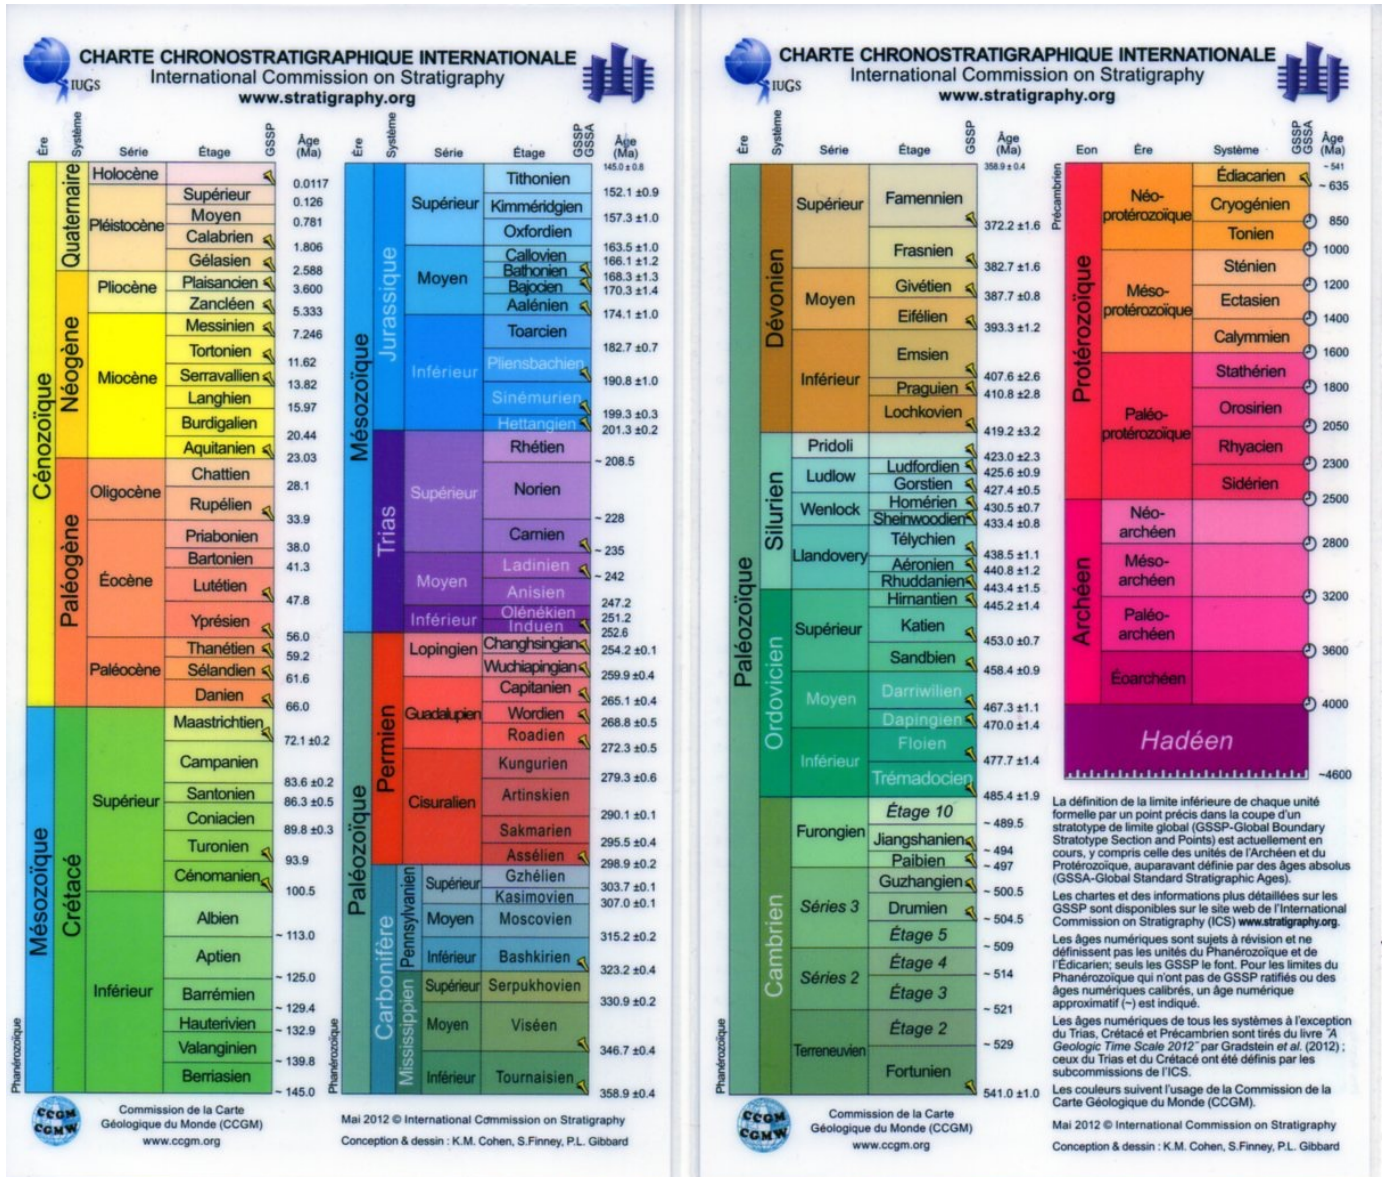 CHARTE CHRONOSTRATIGRAPHIQUE INTERNATIONALE
International Commission on Stratigraphy
www.stratigraphy.org
IUGS
Ère Système Série Étage GSSP Âge (Ma)
Cénozoïque
Quaternaire
Holocène
0.0117
Pléistocène
Supérieur 0.126
Moyen 0.781
Calabrien 1.806
Gélasien 2.588
Néogène
Pliocène
Plaisancien 3.600
Zancléen 5.333
Miocène
Messinien 7.246
Tortonien 11.62
Serravallien 13.82
Langhien 15.97
Burdigalien 20.44
Aquitanien 23.03
Paléogène
Oligocène
Chattien 28.1
Rupélien 33.9
Éocène
Priabonien 38.0
Bartonien 41.3
Lutétien 47.8
Yprésien 56.0
Paléocène
Thanétien 59.2
Sélandien 61.6
Danien 66.0
Mésozoïque
Crétacé
Supérieur
Maastrichtien 72.1 ±0.2
Campanien 83.6 ±0.2
Santonien 86.3 ±0.5
Coniacien 89.8 ±0.3
Turonien 93.9
Cénomanien 100.5
Inférieur
Albien ~ 113.0
Aptien ~ 125.0
Barrémien ~ 129.4
Hauterivien ~ 132.9
Valanginien ~ 139.8
Berriasien ~ 145.0
Phanérozoïque
CCGM
CGMW
Commission de la Carte
Géologique du Monde (CCGM)
www.ccgm.org
Ère Système Série Étage GSSP GSSA Âge (Ma)
145.0 ± 0.8
Mésozoïque
Jurassique
Supérieur
Tithonien 152.1 ±0.9
Kimméridgien 157.3 ±1.0
Oxfordien 163.5 ±1.0
Moyen
Callovien 166.1 ±1.2
Bathonien 168.3 ±1.3
Bajocien 170.3 ±1.4
Aalénien 174.1 ±1.0
Inférieur
Toarcien 182.7 ±0.7
Pliensbachien 190.8 ±1.0
Sinémurien 199.3 ±0.3
Hettangien 201.3 ±0.2
Trias
Supérieur
Rhétien ~ 208.5
Norien ~ 228
Carnien ~ 235
Moyen
Ladinien ~ 242
Anisien 247.2
Inférieur
Olénékien 251.2
Induen 252.6
Paléozoïque
Permien
Lopingien
Changhsingian 254.2 ±0.1
Wuchiapingian 259.9 ±0.4
Guadalupien
Capitanien 265.1 ±0.4
Wordien 268.8 ±0.5
Roadien 272.3 ±0.5
Cisuralien
Kungurien 279.3 ±0.6
Artinskien 290.1 ±0.1
Sakmarien 295.5 ±0.4
Assélien 298.9 ±0.2
Carbonifère
Pennsylvanien
Supérieur
Gzhélien 303.7 ±0.1
Kasimovien 307.0 ±0.1
Moyen Moscovien 315.2 ±0.2
Inférieur Bashkirien 323.2 ±0.4
Mississippien
Supérieur Serpukhovien 330.9 ±0.2
Moyen Viséen 346.7 ±0.4
Inférieur Tournaisien 358.9 ±0.4
Phanérozoïque
Mai 2012 © International Commission on Stratigraphy
Conception & dessin : K.M. Cohen, S.Finney, P.L. Gibbard
CHARTE CHRONOSTRATIGRAPHIQUE INTERNATIONALE
International Commission on Stratigraphy
www.stratigraphy.org
IUGS
Ère Système Série Étage GSSP Âge (Ma)
358.9 ± 0.4
Paléozoïque
Dévonien
Supérieur
Famennien 372.2 ±1.6
Frasnien 382.7 ±1.6
Moyen
Givétien 387.7 ±0.8
Eifélien 393.3 ±1.2
Inférieur
Emsien 407.6 ±2.6
Praguien 410.8 ±2.8
Lochkovien 419.2 ±3.2
Silurien
Pridoli 423.0 ±2.3
Ludlow
Ludfordien 425.6 ±0.9
Gorstien 427.4 ±0.5
Wenlock
Homérien 430.5 ±0.7
Sheinwoodien 433.4 ±0.8
Llandovery
Télychien 438.5 ±1.1
Aéronien 440.8 ±1.2
Rhuddanien 443.4 ±1.5
Ordovicien
Supérieur
Hirnantien 445.2 ±1.4
Katien 453.0 ±0.7
Sandbien 458.4 ±0.9
Moyen
Darriwilien 467.3 ±1.1
Dapingien 470.0 ±1.4
Inférieur
Floien 477.7 ±1.4
Trémadocien 485.4 ±1.9
Cambrien
Furongien
Étage 10 ~ 489.5
Jiangshanien ~ 494
Paibien ~ 497
Séries 3
Guzhangien ~ 500.5
Drumien ~ 504.5
Étage 5 ~ 509
Séries 2
Étage 4 ~ 514
Étage 3 ~ 521
Terreneuvien
Étage 2 ~ 529
Fortunien 541.0 ±1.0
Phanérozoïque
CCGM
CGMW
Commission de la Carte
Géologique du Monde (CCGM)
www.ccgm.org
Eon Ère Système GSSP GSSA Âge (Ma)
~ 541
Précambrien
Protérozoïque
Néo-
protérozoïque
Édiacarien ~ 635
Cryogénien 850
Tonien 1000
Méso-
protérozoïque
Sténien 1200
Ectasien 1400
Calymmien 1600
Paléo-
protérozoïque
Stathérien 1800
Orosirien 2050
Rhyacien 2300
Sidérien 2500
Archéen
Néo-
archéen 2800
Méso-
archéen 3200
Paléo-
archéen 3600
Éoarchéen 4000
Hadéen
~4600
La définition de la limite inférieure de chaque unité
formelle par un point précis dans la coupe d'un
stratotype de limite global (GSSP-Global Boundary
Stratotype Section and Points) est actuellement en
cours, y compris celle des unités de l'Archéen et du
Protérozoïque, auparavant définie par des âges absolus
(GSSA-Global Standard Stratigraphic Ages).
Les chartes et des informations plus détaillées sur les
GSSP sont disponibles sur le site web de l'International
Commission on Stratigraphy (ICS) www.stratigraphy.org.
Les âges numériques sont sujets à révision et ne
définissent pas les unités du Phanérozoïque et de
l'Édicarien; seuls les GSSP le font. Pour les limites du
Phanérozoïque qui n'ont pas de GSSP ratifiés ou des
âges numériques calibrés, un âge numérique
approximatif (~) est indiqué.
Les âges numériques de tous les systèmes à l'exception
du Trias, Crétacé et Précambrien sont tirés du livre "A
Geologic Time Scale 2012" par Gradstein et al. (2012) ;
ceux du Trias et du Crétacé ont été définis par les
subcommissions de l'ICS.
Les couleurs suivent l'usage de la Commission de la
Carte Géologique du Monde (CCGM).
Mai 2012 © International Commission on Stratigraphy
Conception & dessin : K.M. Cohen, S.Finney, P.L. Gibbard